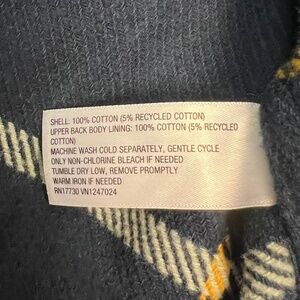 SHELL: 100% COTTON (5% RECYCLED COTTON)
UPPER BACK BODY LINING: 100% COTTON (5% RECYCLED
COTTON)
MACHINE WASH COLD SEPARATELY, GENTLE CYCLE
ONLY NON-CHLORINE BLEACH IF NEEDED
TUMBLE DRY LOW, REMOVE PROMPTLY
WARM IRON IF NEEDED
RN17730 VN1247024